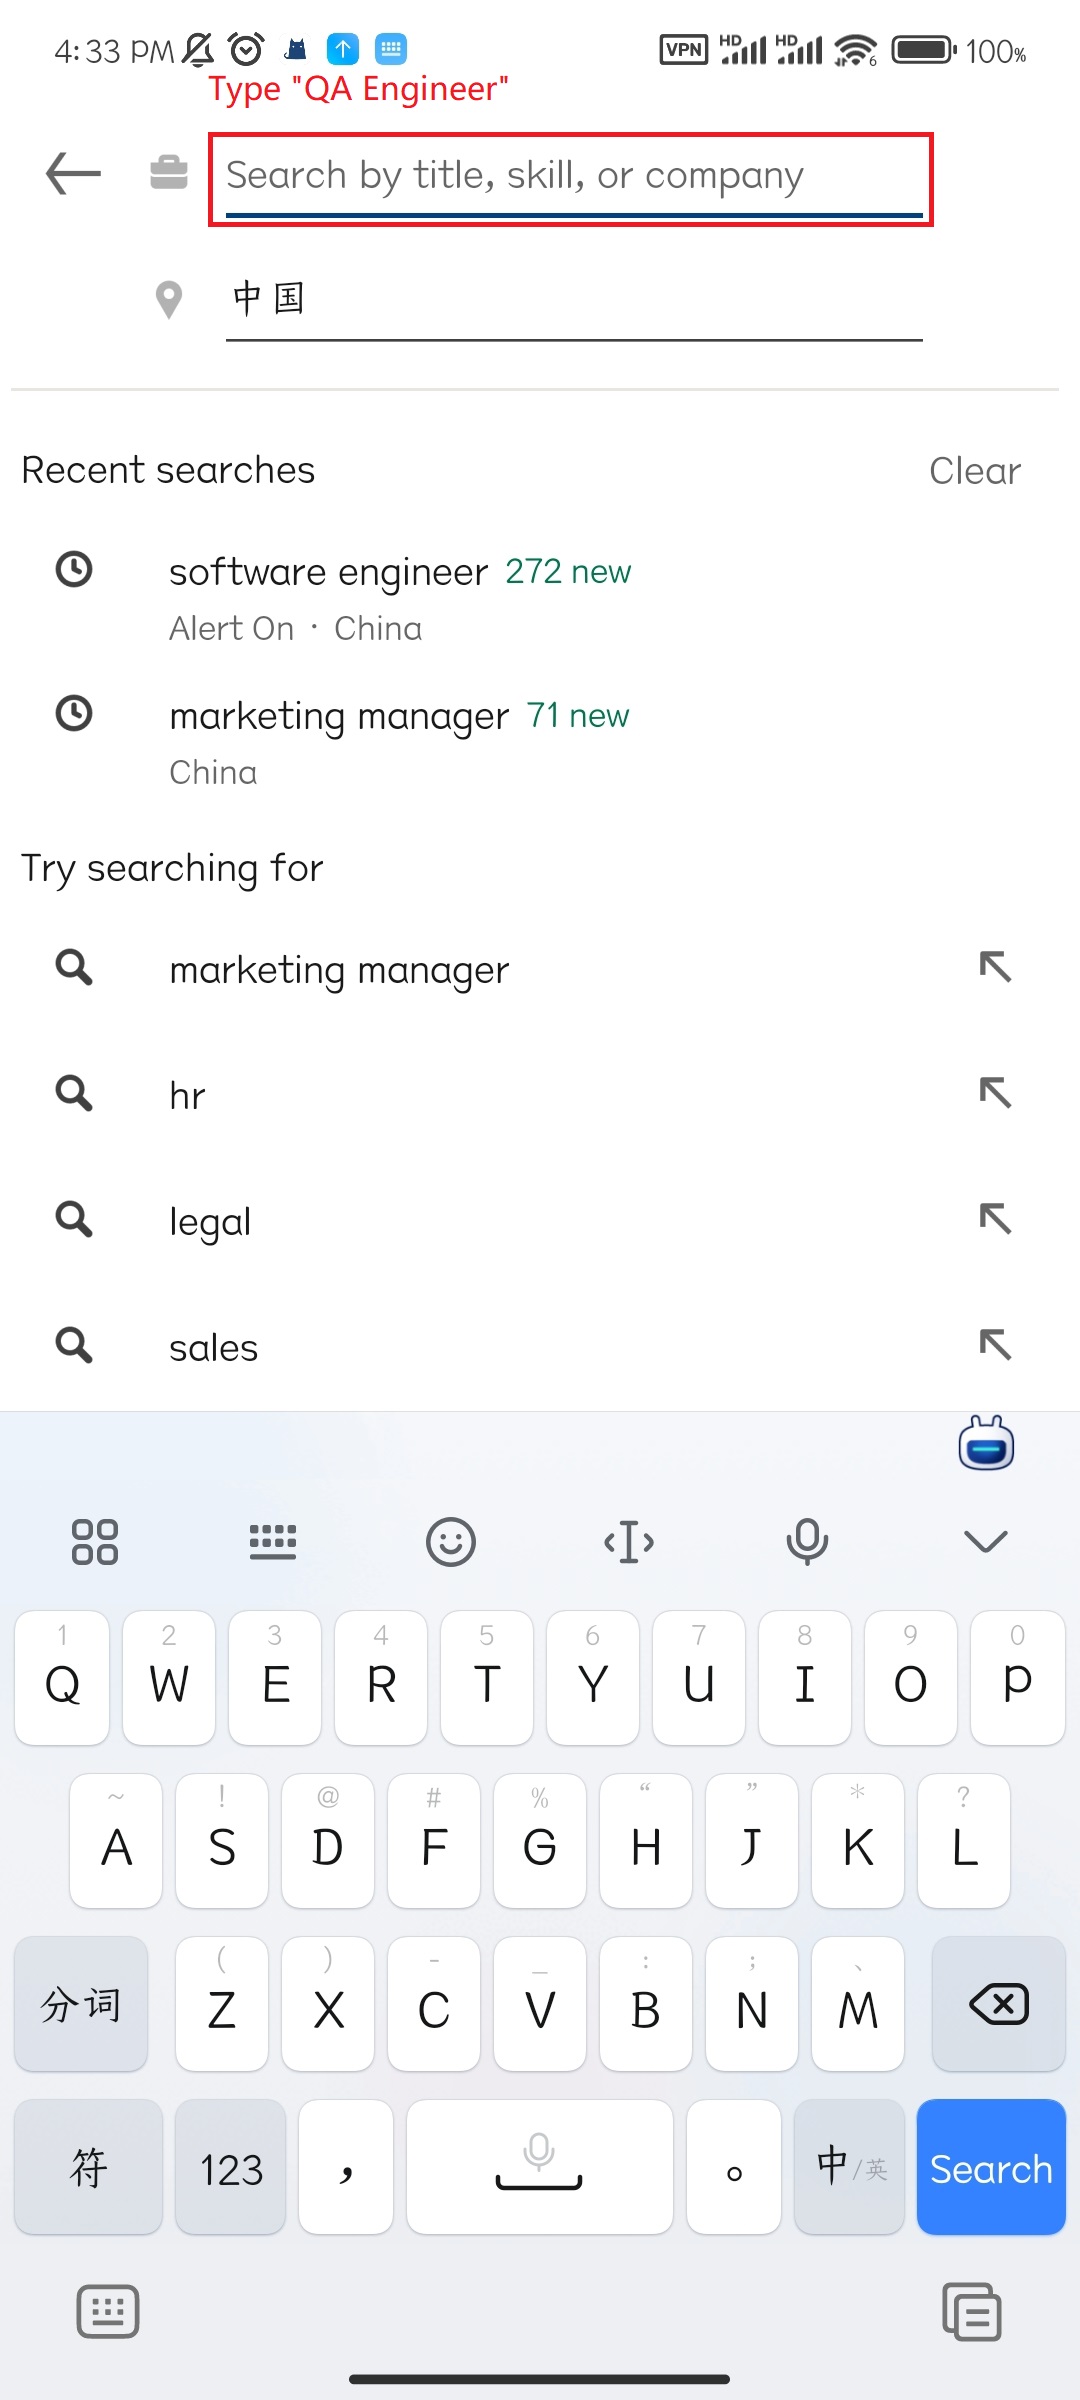 4:33 PM VPN HD HD 6 100%
Type "QA Engineer"
Search by title, skill, or company
中国
Recent searches Clear
software engineer 272 new
Alert On · China
marketing manager 71 new
China
Try searching for
marketing manager
hr
legal
sales
1 2 3 4 5 6 7 8 9 0
Q W E R T Y U I O P
~ ! @ # % “ ” * ?
A S D F G H J K L
( ) - _ : ; 、
分词 Z X C V B N M
符 123 , 。 中/英 Search